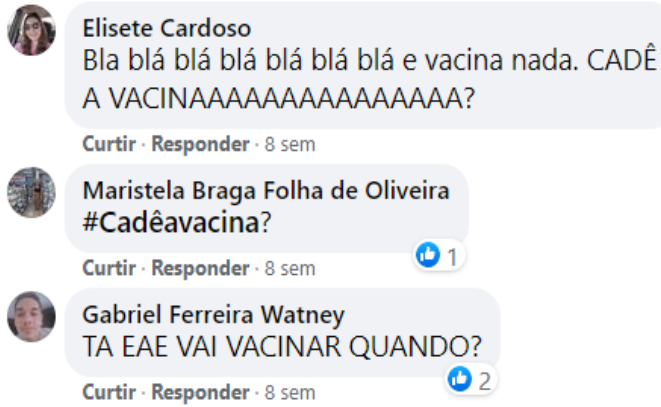 Elisete Cardoso
Bla blá blá blá blá blá blá e vacina nada. CADÊ
A VACINAAAAAAAAAAAAAAA?
Curtir · Responder · 8 sem
Maristela Braga Folha de Oliveira
#Cadêavacina?
1
Curtir · Responder · 8 sem
Gabriel Ferreira Watney
TA EAE VAI VACINAR QUANDO?
2
Curtir · Responder · 8 sem